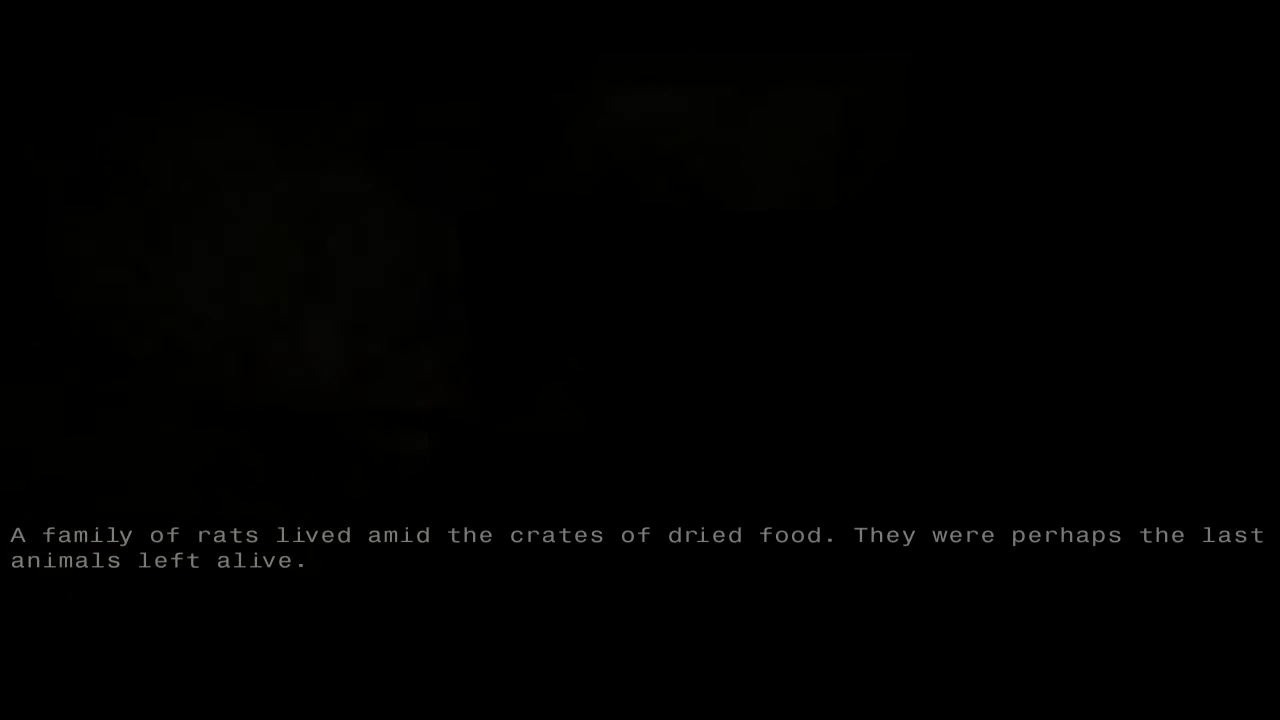 A family of rats lived amid the crates of dried food. They were perhaps the last
animals left alive.